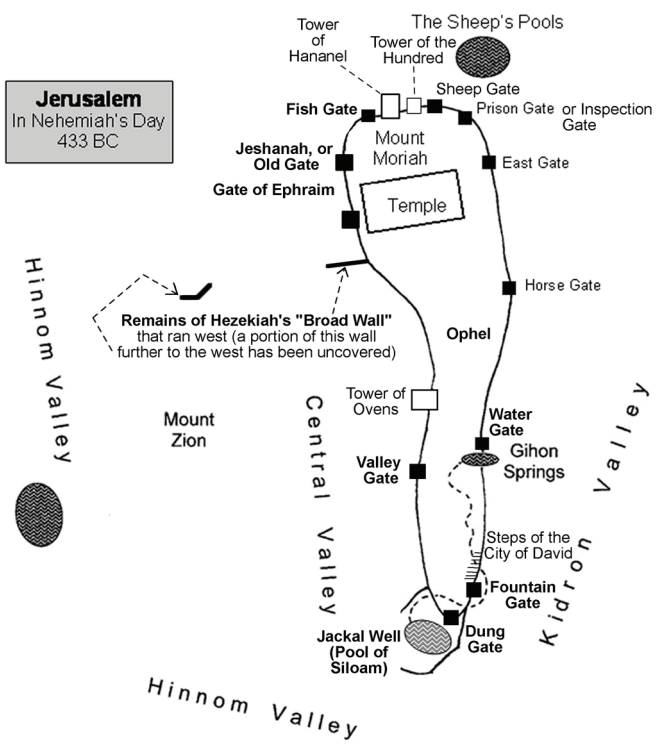 The Sheep's Pools
Tower
of
Hananel
Tower of the
Hundred
Sheep Gate
Jerusalem
In Nehemiah's Day
433 BC
Fish Gate
Prison Gate or Inspection
Gate
Mount
Moriah
Jeshanah, or
Old Gate
East Gate
Gate of Ephraim
Temple
Hinnom Valley
Horse Gate
Remains of Hezekiah's "Broad Wall"
that ran west (a portion of this wall
further to the west has been uncovered)
Ophel
Tower of
Ovens
Mount
Zion
Central Valley
Water
Gate
Kidron Valley
Valley
Gate
Gihon
Springs
Steps of the
City of David
Fountain
Gate
Jackal Well
(Pool of
Siloam)
Dung
Gate
Hinnom Valley